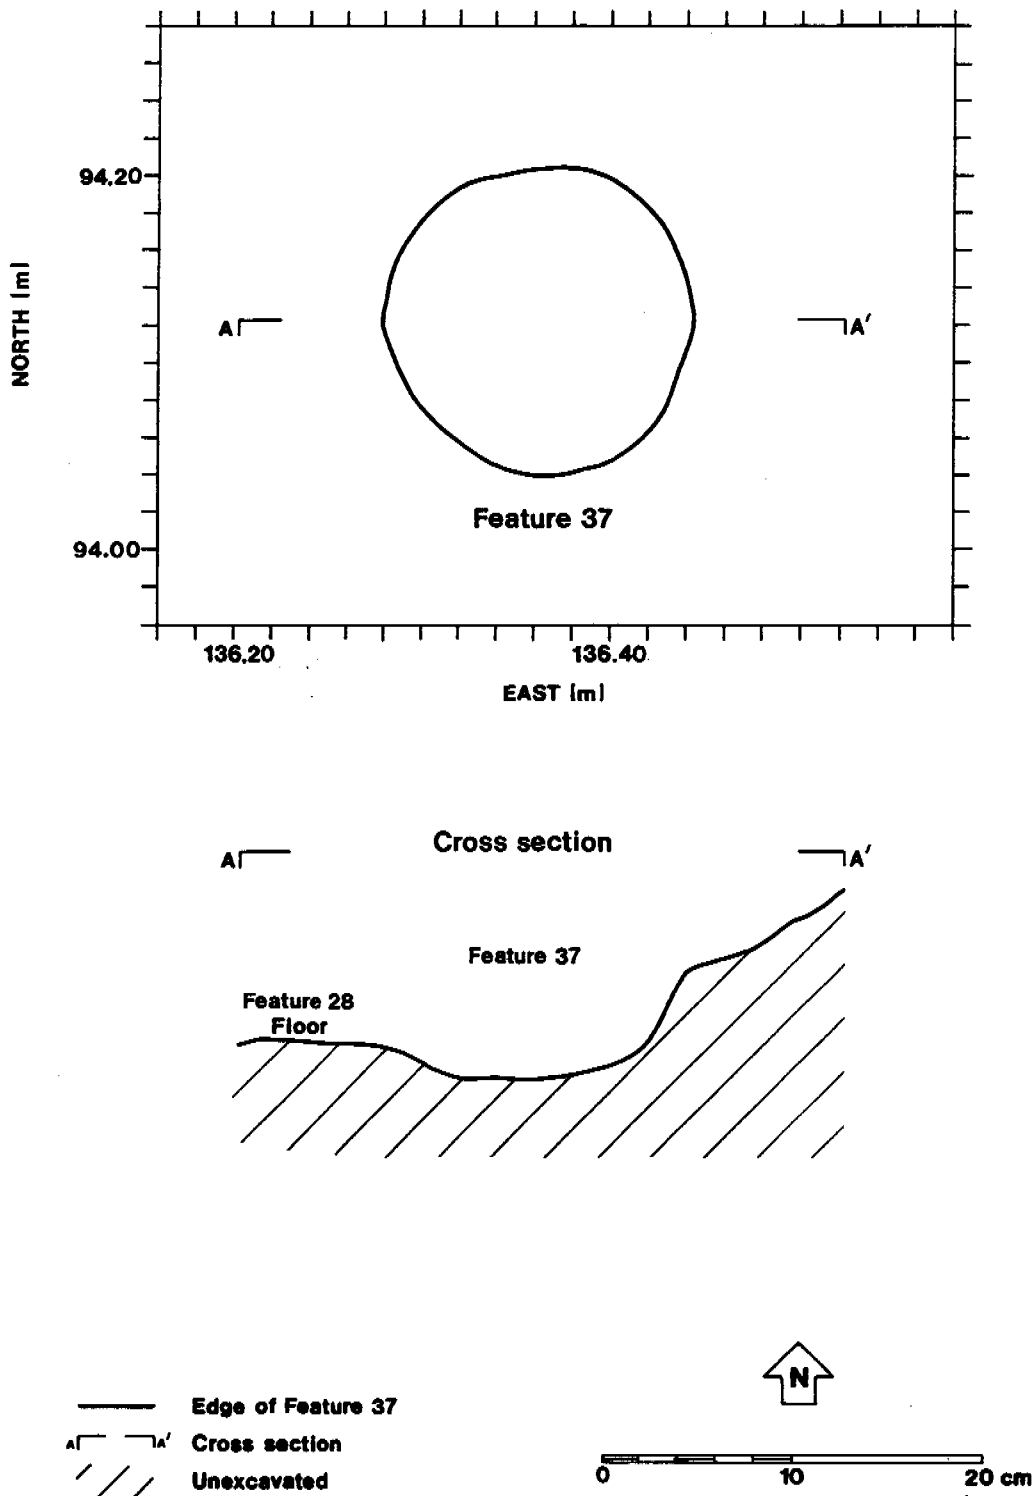 94.20
NORTH (m)
A
A′
Feature 37
94.00
136.20
136.40
EAST (m)
Cross section
A
A′
Feature 37
Feature 28
Floor
N
Edge of Feature 37
A A′ Cross section
Unexcavated
0 10 20 cm